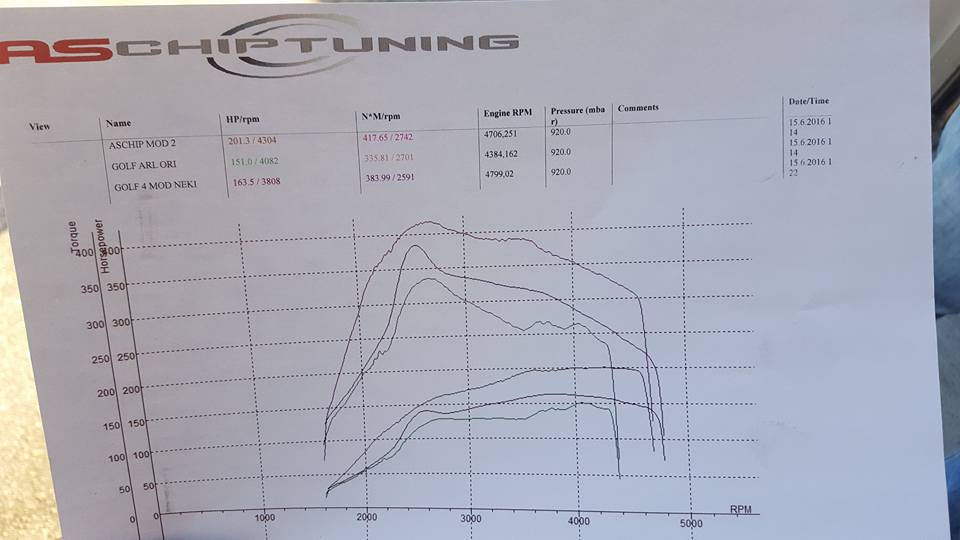 ASCHIPTUNING
View Name HP/rpm N*M/rpm Engine RPM Pressure (mba r) Comments Date/Time
ASCHIP MOD 2 201.3 / 4304 417.65 / 2742 4706,251 920.0 15.6.2016 1 14
GOLF ARL ORI 151.0 / 4082 335.81 / 2701 4384,162 920.0 15.6.2016 1 14
GOLF 4 MOD NEKI 163.5 / 3808 383.99 / 2591 4799,02 920.0 15.6.2016 1 22
Torque Horsepower
400 400
350 350
300 300
250 250
200 200
150 150
100 100
50 50
0 0
1000 2000 3000 4000 5000 RPM